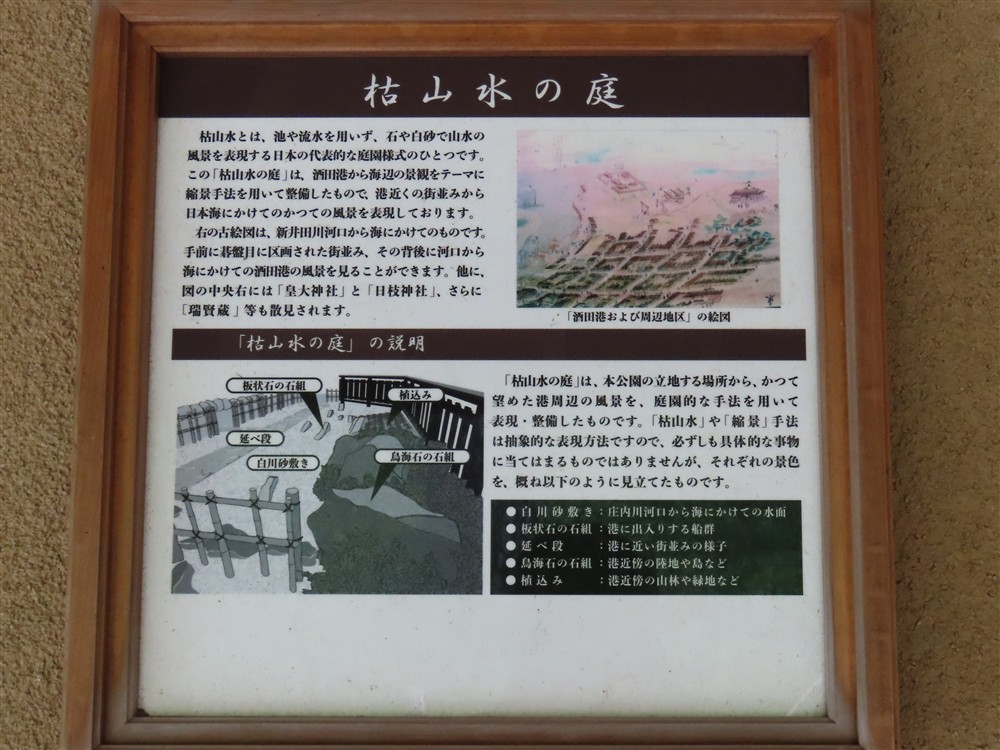 枯山水の庭
枯山水とは、池や流水を用いず、石や白砂で山水の
風景を表現する日本の代表的な庭園様式のひとつです。
この「枯山水の庭」は、酒田港から海辺の景観をテーマに
縮景手法を用いて整備したもので、港近くの街並みから
日本海にかけてのかつての風景を表現しております。
右の古絵図は、新井田川河口から海にかけてのものです。
手前に碁盤目に区画された街並み、その背後に河口から
海にかけての酒田港の風景を見ることができます。他に、
図の中央右には「皇大神社」と「日枝神社」、さらに
「瑞賢蔵」等も散見されます。
「酒田港および周辺地区」の絵図
「枯山水の庭」の説明
板状石の石組
植込み
延べ段
白川砂敷き
鳥海石の石組
「枯山水の庭」は、本公園の立地する場所から、かつて
望めた港周辺の風景を、庭園的な手法を用いて
表現・整備したものです。「枯山水」や「縮景」手法
は抽象的な表現方法ですので、必ずしも具体的な事物
に当てはまるものではありませんが、それぞれの景色
を、概ね以下のように見立てたものです。
●白川砂敷き：庄内川河口から海にかけての水面
●板状石の石組：港に出入りする船群
●延べ段：港に近い街並みの様子
●鳥海石の石組：港近傍の陸地や島など
●植込み：港近傍の山林や緑地など